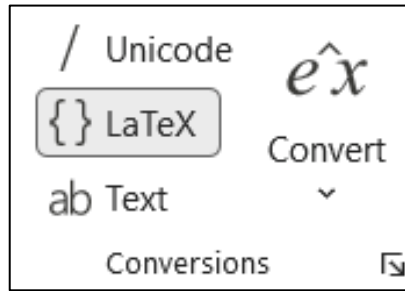 / Unicode
{} LaTeX
ab Text
e^x
Convert
Conversions